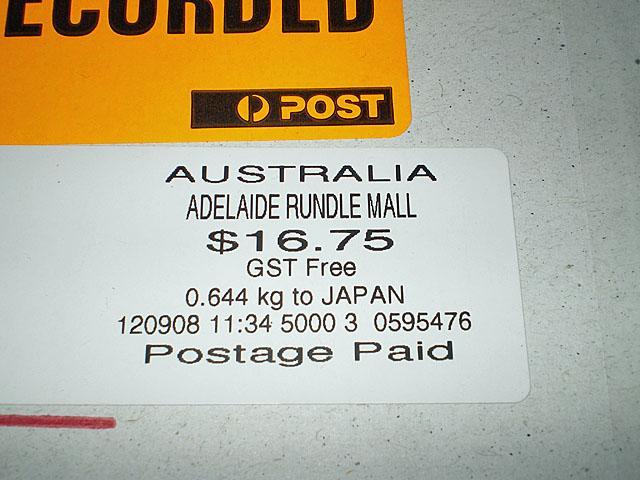 POST
AUSTRALIA
ADELAIDE RUNDLE MALL
$16.75
GST Free
0.644 kg to JAPAN
120908 11:34 5000 3 0595476
Postage Paid